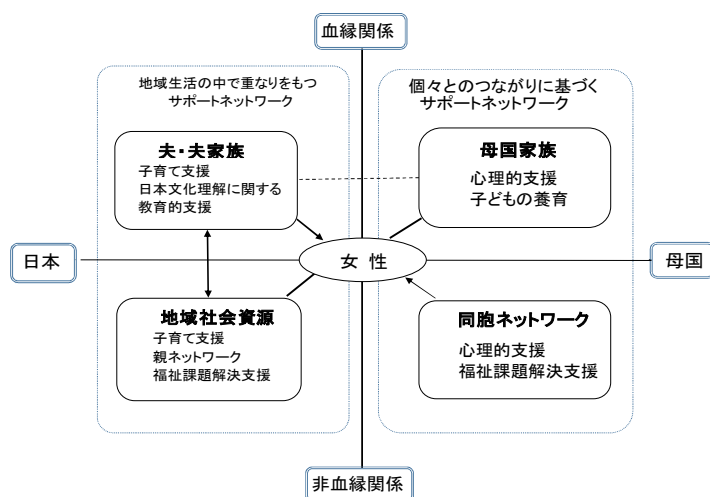 血縁関係
地域生活の中で重なりをもつ
サポートネットワーク
個々とのつながりに基づく
サポートネットワーク
夫・夫家族
子育て支援
日本文化理解に関する
教育的支援
母国家族
心理的支援
子どもの養育
日本
女 性
母国
地域社会資源
子育て支援
親ネットワーク
福祉課題解決支援
同胞ネットワーク
心理的支援
福祉課題解決支援
非血縁関係